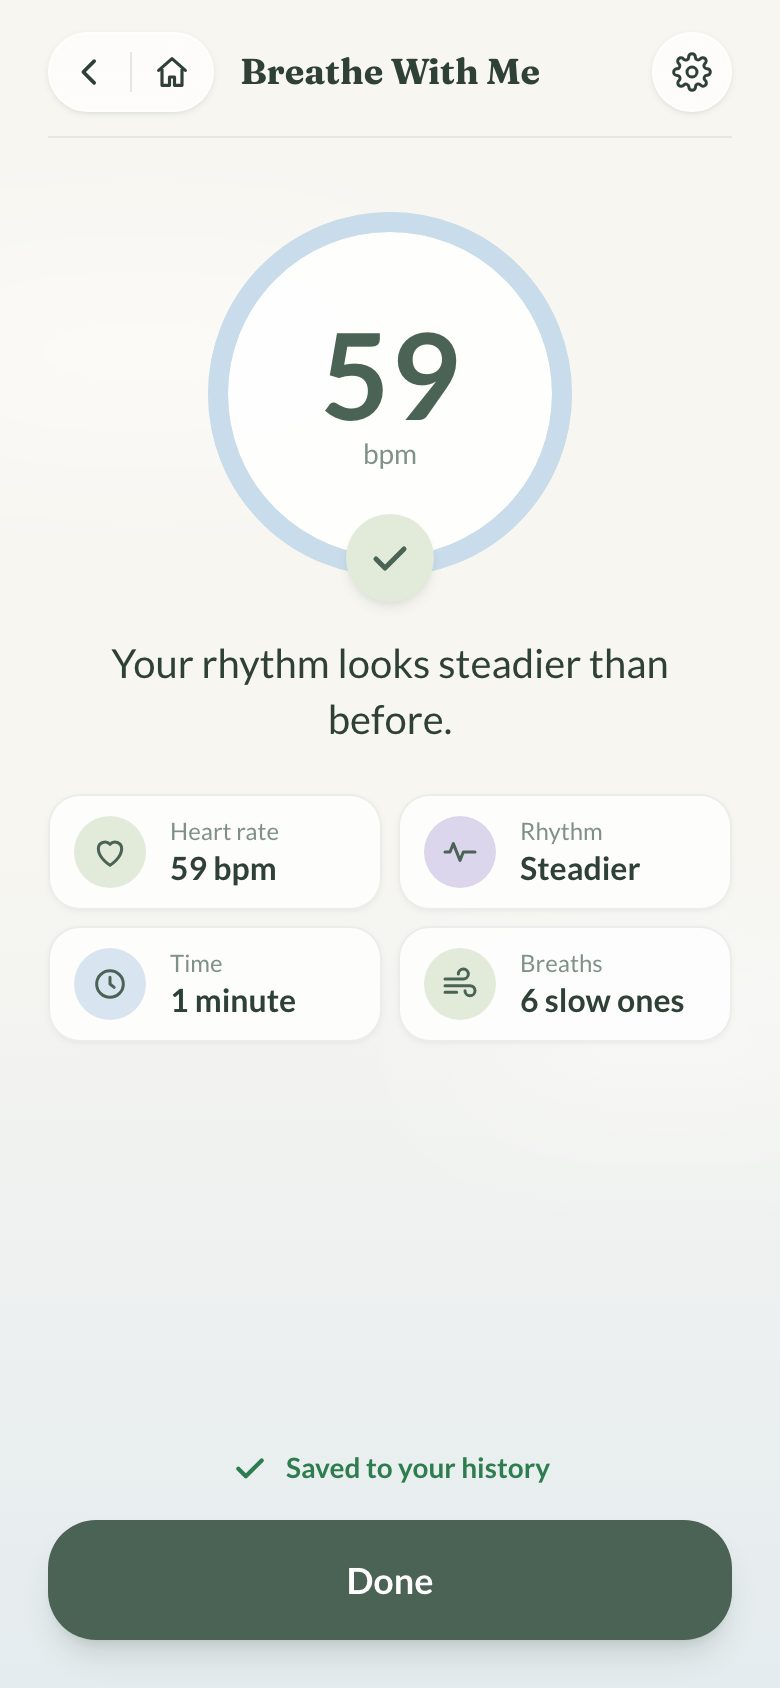 Breathe With Me
59
bpm
Your rhythm looks steadier than
before.
Heart rate
59 bpm
Rhythm
Steadier
Time
1 minute
Breaths
6 slow ones
Saved to your history
Done